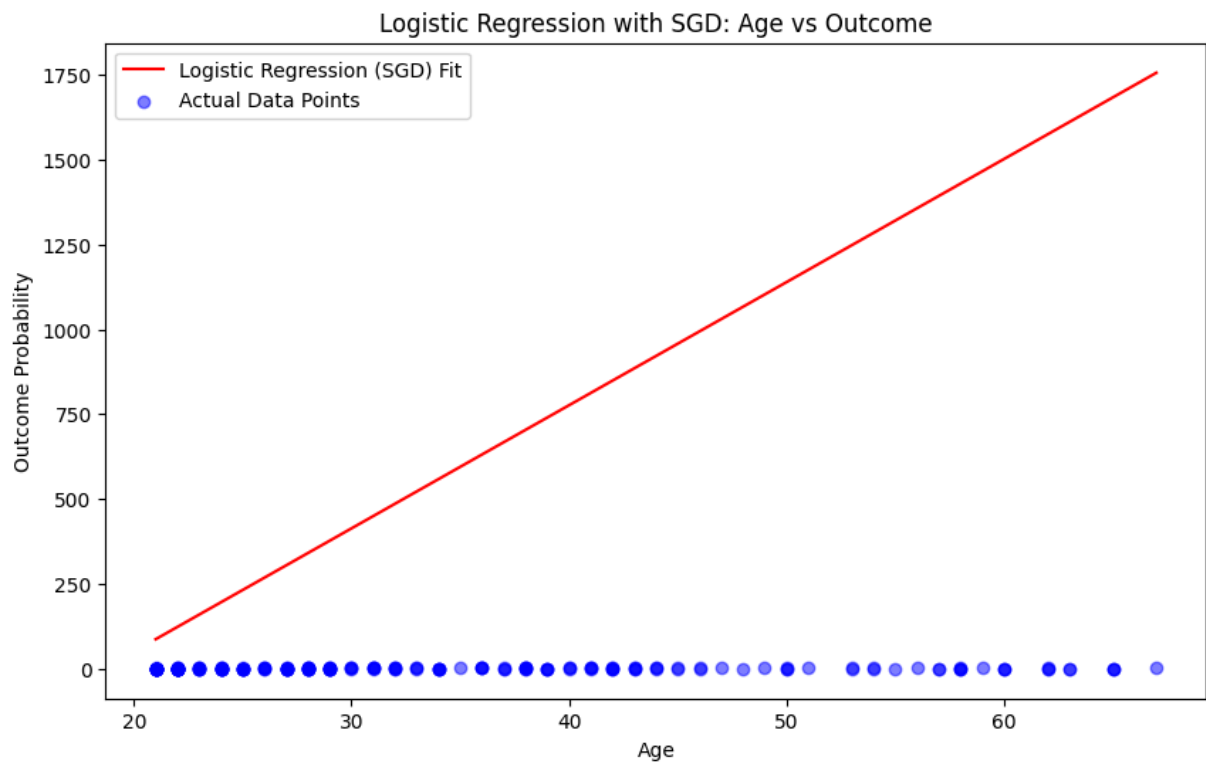 Logistic Regression with SGD: Age vs Outcome
Logistic Regression (SGD) Fit
Actual Data Points
Outcome Probability
1750
1500
1250
1000
750
500
250
0
20 30 40 50 60
Age